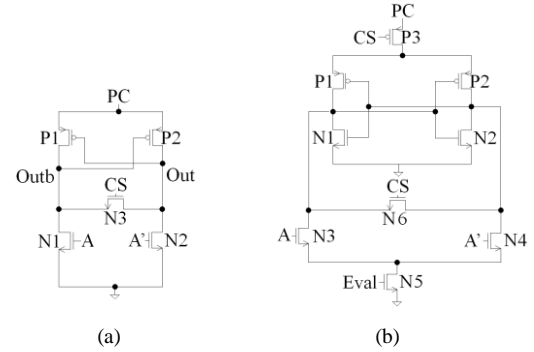 PC
P1
P2
Outb
Out
CS
N3
N1
A
A'
N2
(a)
PC
CS
P3
P1
P2
N1
N2
CS
N6
A
N3
A'
N4
Eval
N5
(b)